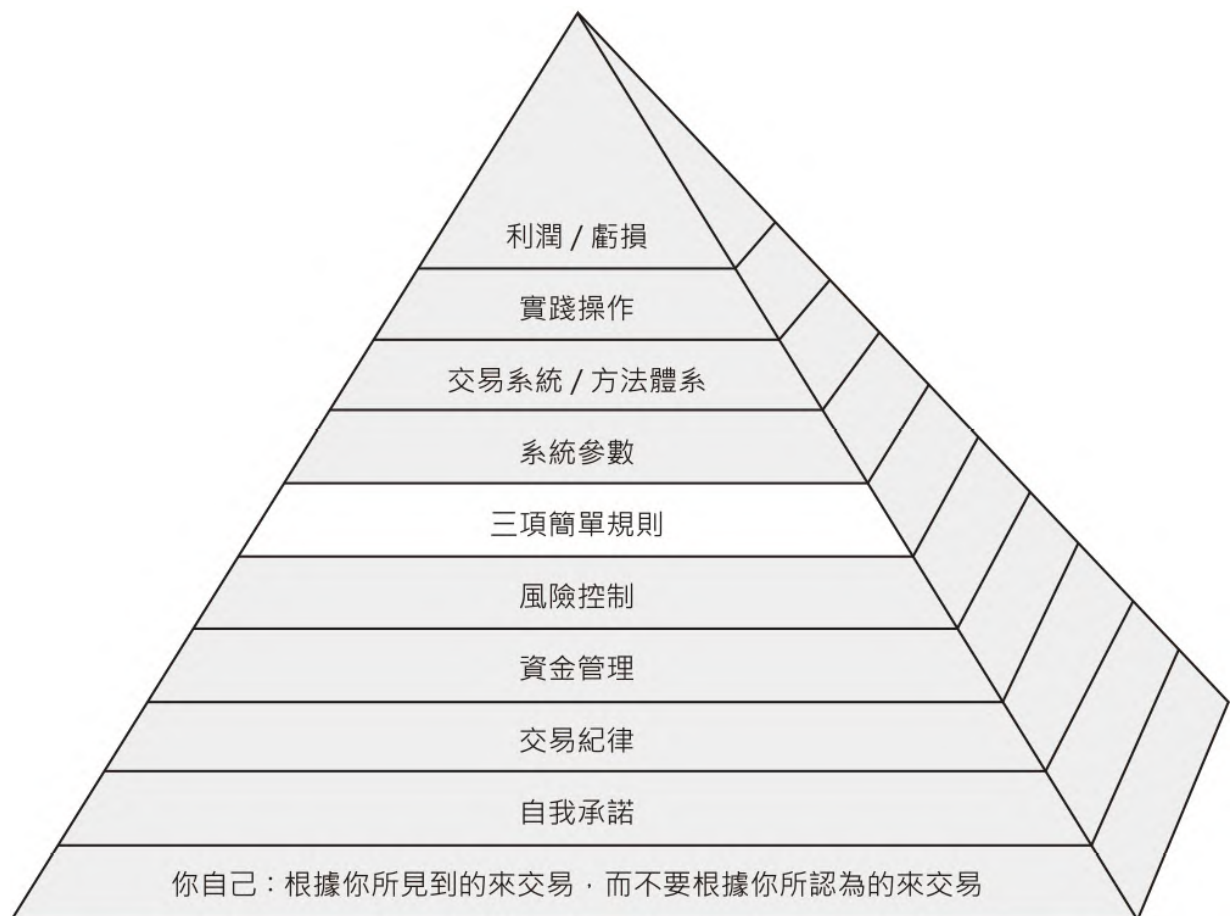 利潤 / 虧損
實踐操作
交易系統 / 方法體系
系統參數
三項簡單規則
風險控制
資金管理
交易紀律
自我承諾
你自己：根據你所見到的來交易，而不要根據你所認為的來交易